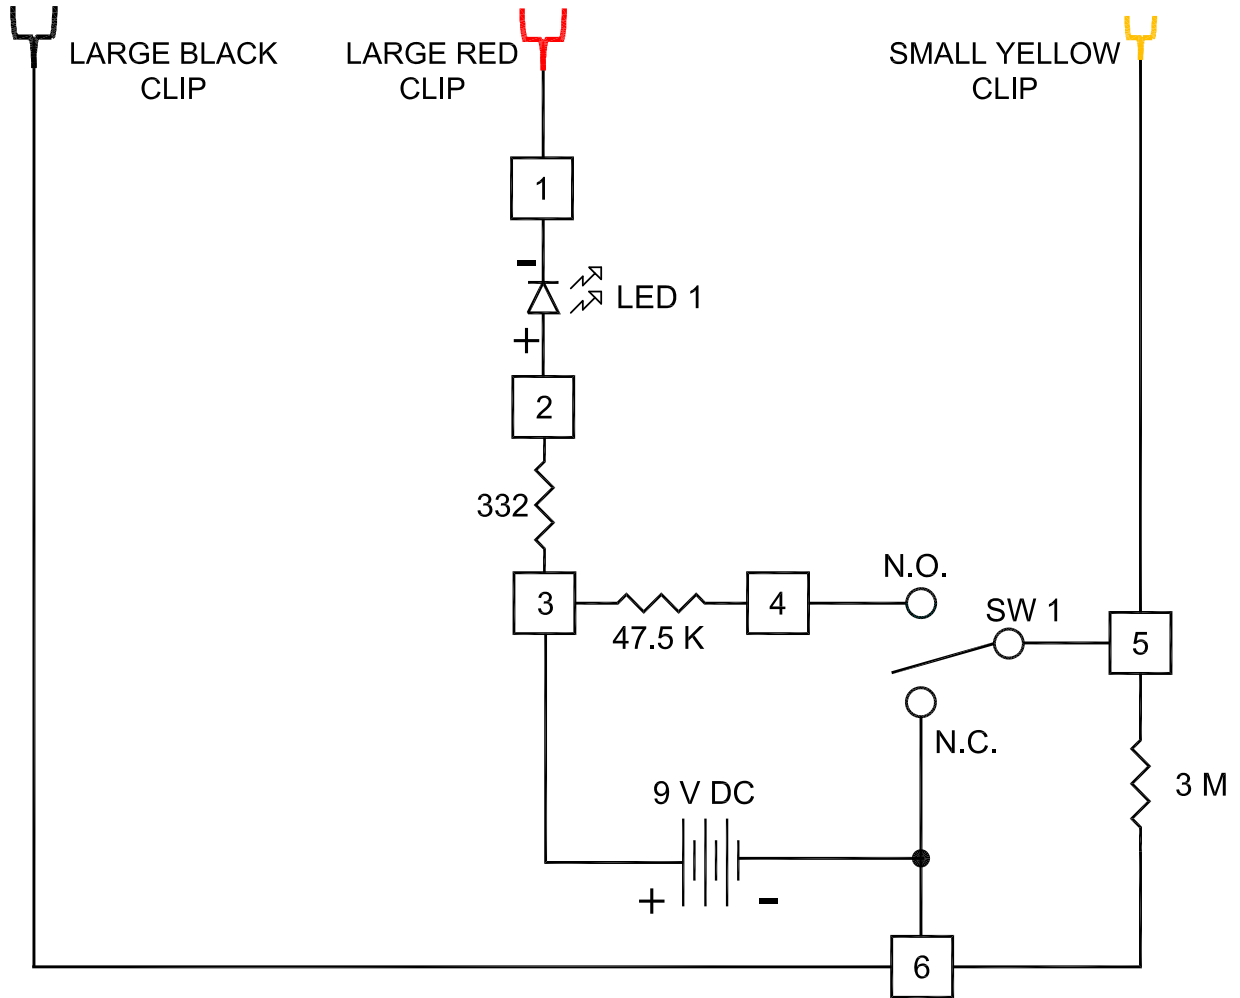 LARGE BLACK
CLIP
LARGE RED
CLIP
SMALL YELLOW
CLIP
1
-
LED 1
+
2
332
3
47.5 K
4
N.O.
SW 1
5
N.C.
9 V DC
3 M
+ -
6